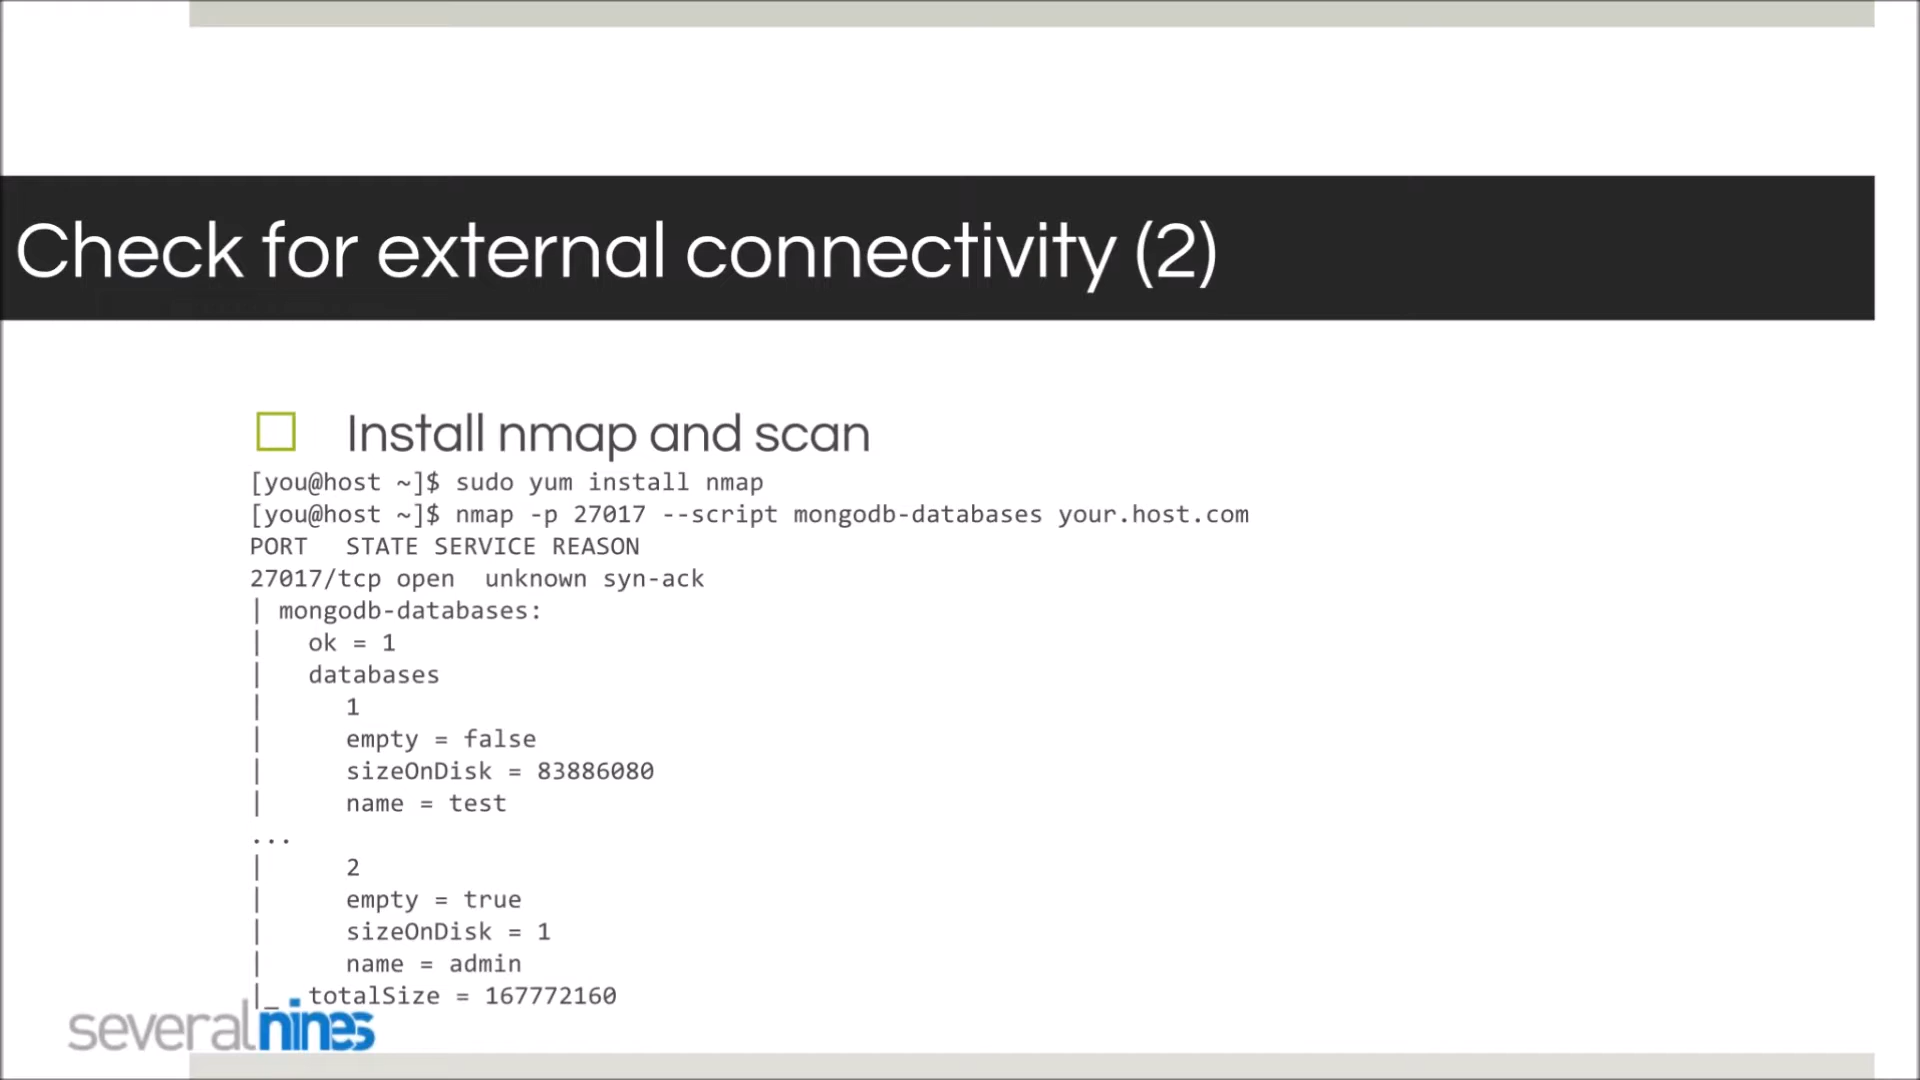 Check for external connectivity (2)
Install nmap and scan
[you@host ~]$ sudo yum install nmap
[you@host ~]$ nmap -p 27017 --script mongodb-databases your.host.com
PORT   STATE SERVICE REASON
27017/tcp open  unknown syn-ack
| mongodb-databases:
|   ok = 1
|   databases
|     1
|     empty = false
|     sizeOnDisk = 83886080
|     name = test
...
|     2
|     empty = true
|     sizeOnDisk = 1
|     name = admin
|_  totalSize = 167772160
severalnines